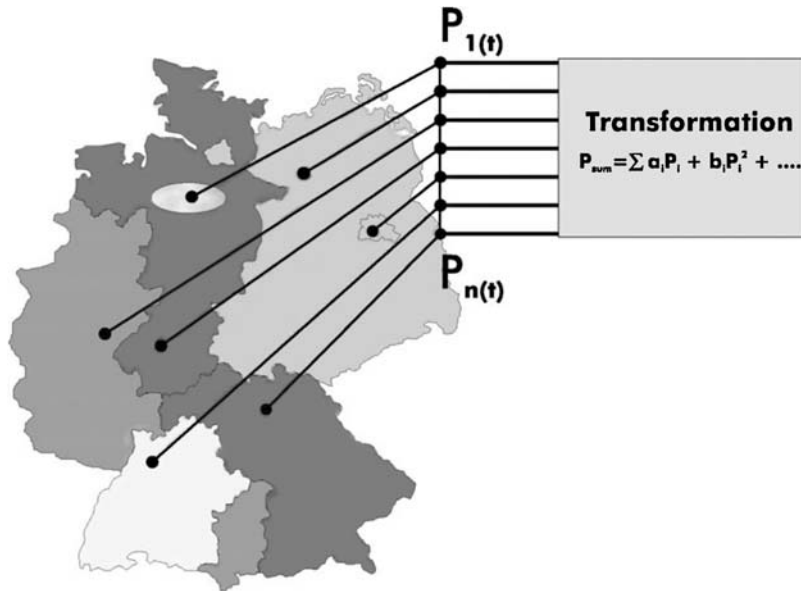 P1(t)
Transformation
Psum=∑ aiPi + biPi² + ....
Pn(t)